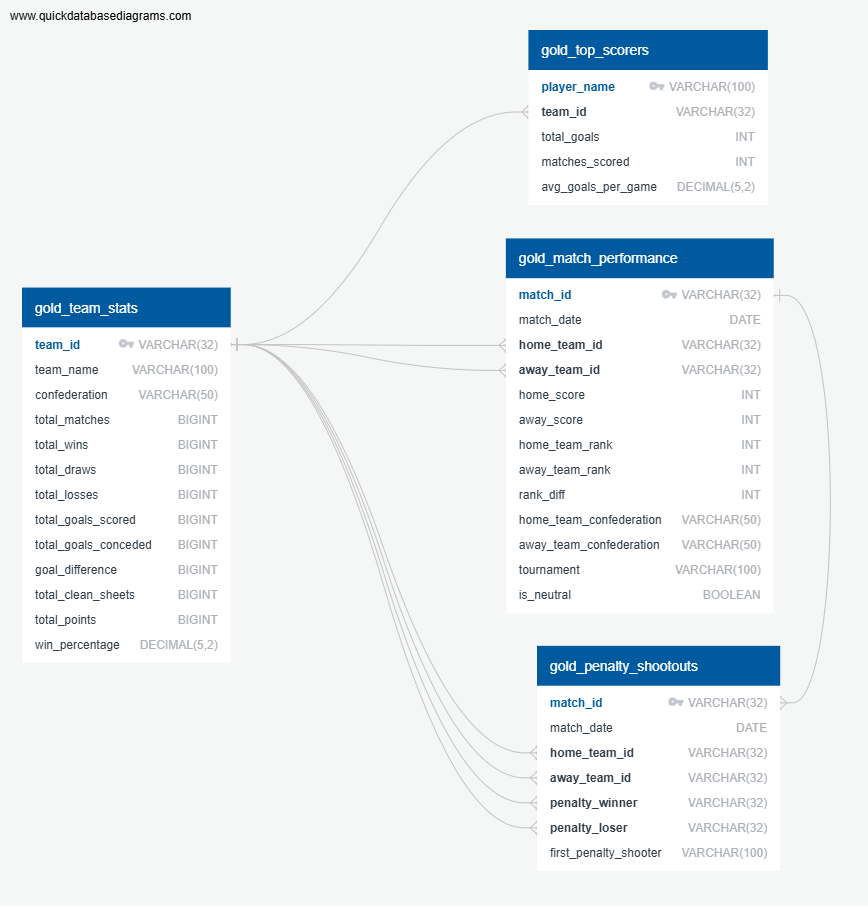 www.quickdatabasediagrams.com
gold_top_scorers
player_name VARCHAR(100)
team_id VARCHAR(32)
total_goals INT
matches_scored INT
avg_goals_per_game DECIMAL(5,2)
gold_match_performance
match_id VARCHAR(32)
match_date DATE
home_team_id VARCHAR(32)
away_team_id VARCHAR(32)
home_score INT
away_score INT
home_team_rank INT
away_team_rank INT
rank_diff INT
home_team_confederation VARCHAR(50)
away_team_confederation VARCHAR(50)
tournament VARCHAR(100)
is_neutral BOOLEAN
gold_team_stats
team_id VARCHAR(32)
team_name VARCHAR(100)
confederation VARCHAR(50)
total_matches BIGINT
total_wins BIGINT
total_draws BIGINT
total_losses BIGINT
total_goals_scored BIGINT
total_goals_conceded BIGINT
goal_difference BIGINT
total_clean_sheets BIGINT
total_points BIGINT
win_percentage DECIMAL(5,2)
gold_penalty_shootouts
match_id VARCHAR(32)
match_date DATE
home_team_id VARCHAR(32)
away_team_id VARCHAR(32)
penalty_winner VARCHAR(32)
penalty_loser VARCHAR(32)
first_penalty_shooter VARCHAR(100)